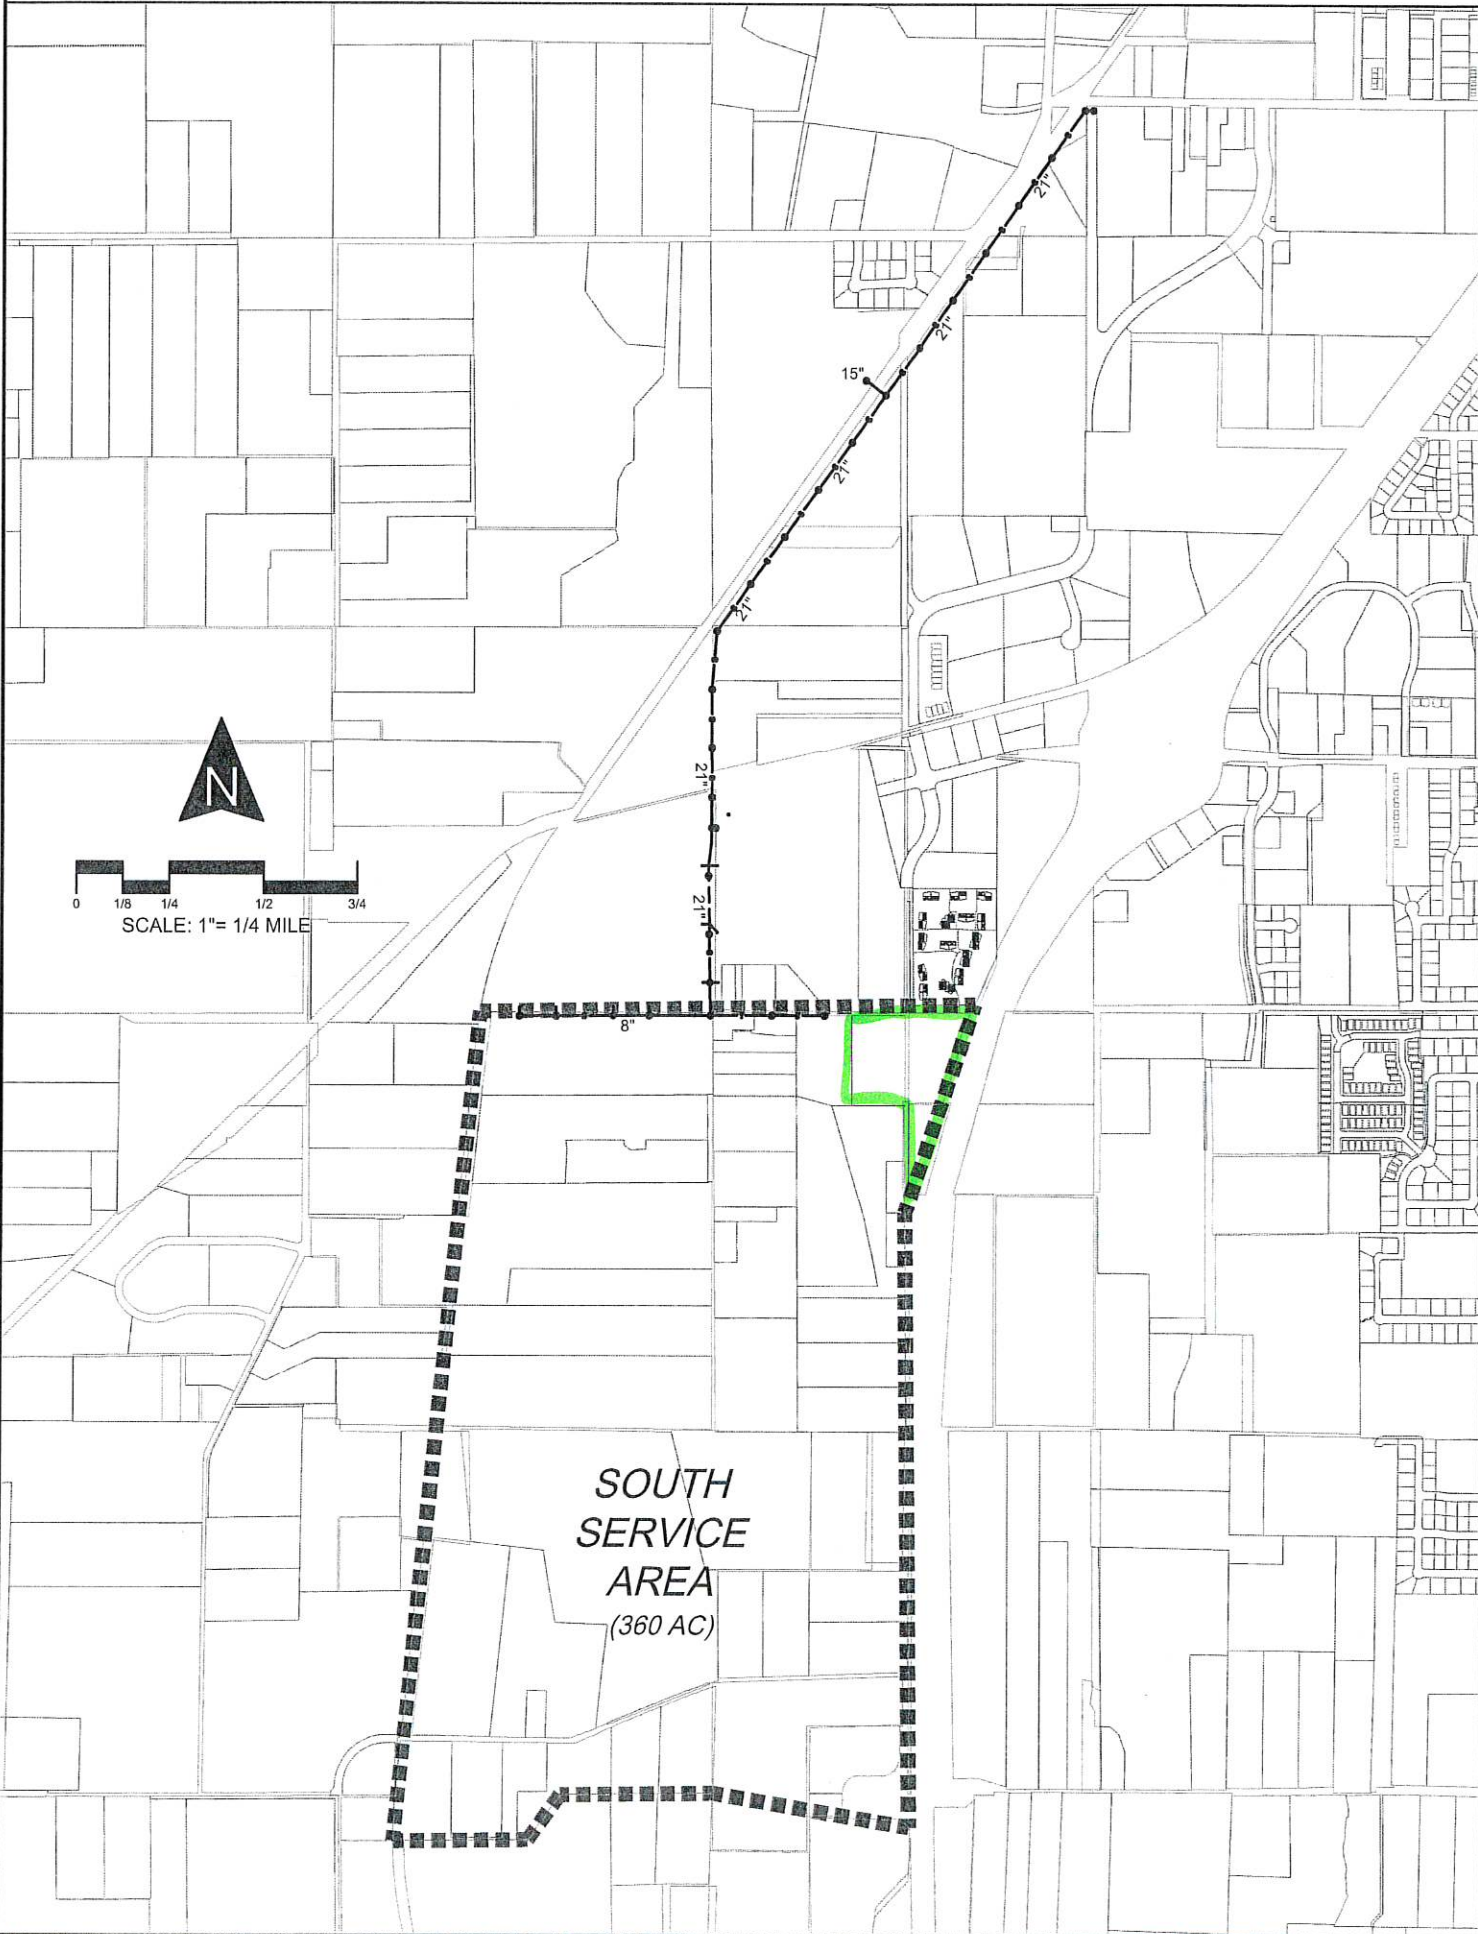 21"
21"
15"
21"
21"
21"
N
21"
0 1/8 1/4 1/2 3/4
SCALE: 1"= 1/4 MILE
8"
SOUTH
SERVICE
AREA
(360 AC)